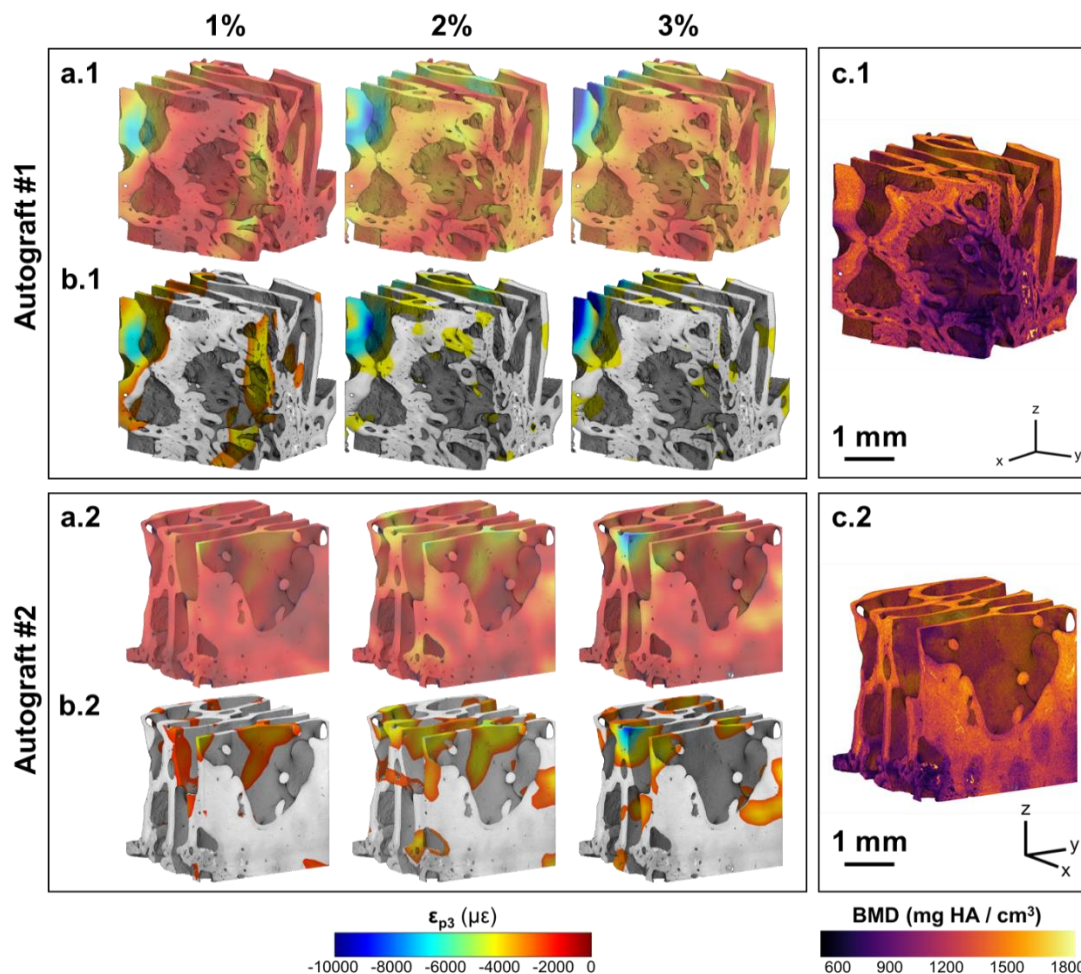 1%
2%
3%
Autograft #1
a.1
b.1
c.1
1 mm
z
x
y
Autograft #2
a.2
b.2
c.2
1 mm
z
y
x
εp3 (με)
-10000 -8000 -6000 -4000 -2000 0
BMD (mg HA / cm³)
600 900 1200 1500 1800